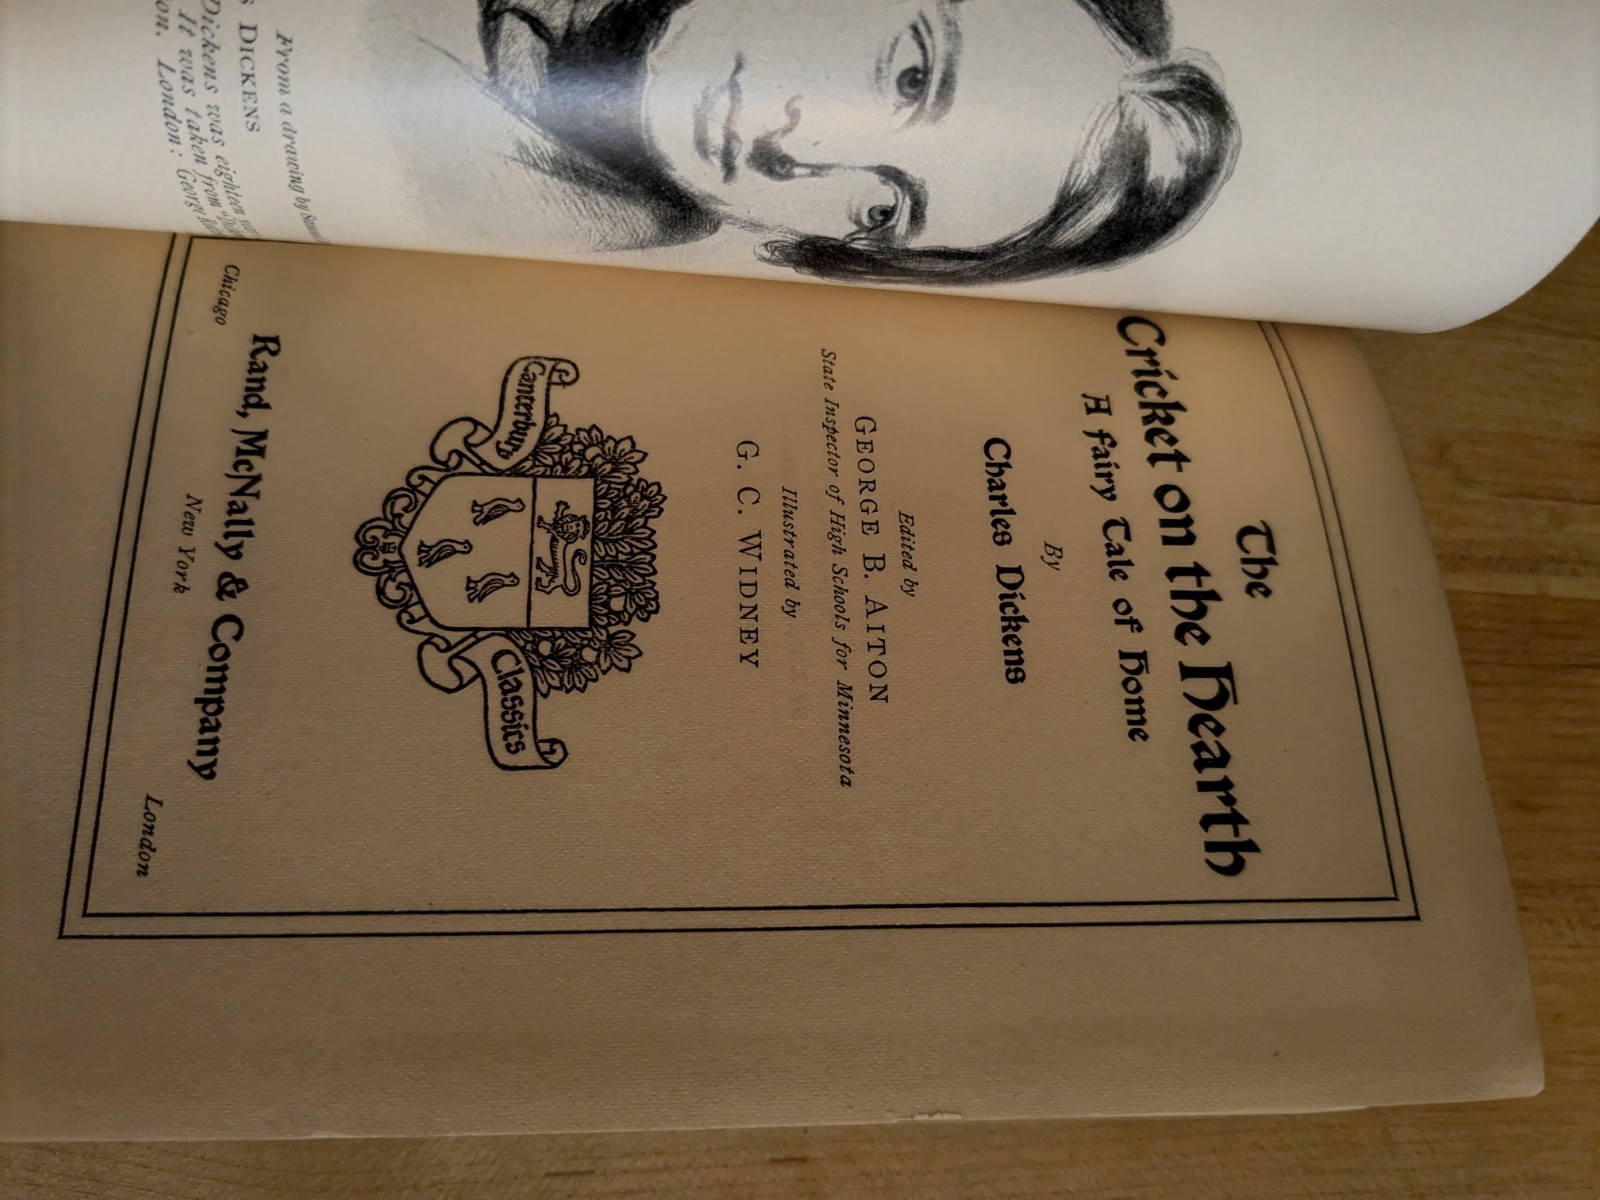 From a drawing by
DICKENS
Dickens was eighteen
It was taken from
London: George
The
Cricket on the Hearth
A Fairy Tale of Home
By
Charles Dickens
Edited by
GEORGE B. AITON
State Inspector of High Schools for Minnesota
Illustrated by
G. C. WIDNEY
Canterbury
Classics
Rand, McNally & Company
Chicago New York London